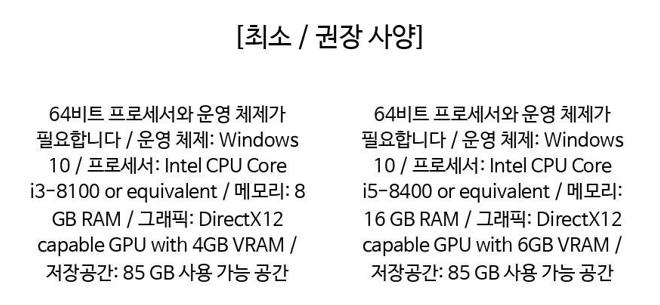 [최소 / 권장 사양]
64비트 프로세서와 운영 체제가
필요합니다 / 운영 체제: Windows
10 / 프로세서: Intel CPU Core
i3-8100 or equivalent / 메모리: 8
GB RAM / 그래픽: DirectX12
capable GPU with 4GB VRAM /
저장공간: 85 GB 사용 가능 공간
64비트 프로세서와 운영 체제가
필요합니다 / 운영 체제: Windows
10 / 프로세서: Intel CPU Core
i5-8400 or equivalent / 메모리:
16 GB RAM / 그래픽: DirectX12
capable GPU with 6GB VRAM /
저장공간: 85 GB 사용 가능 공간